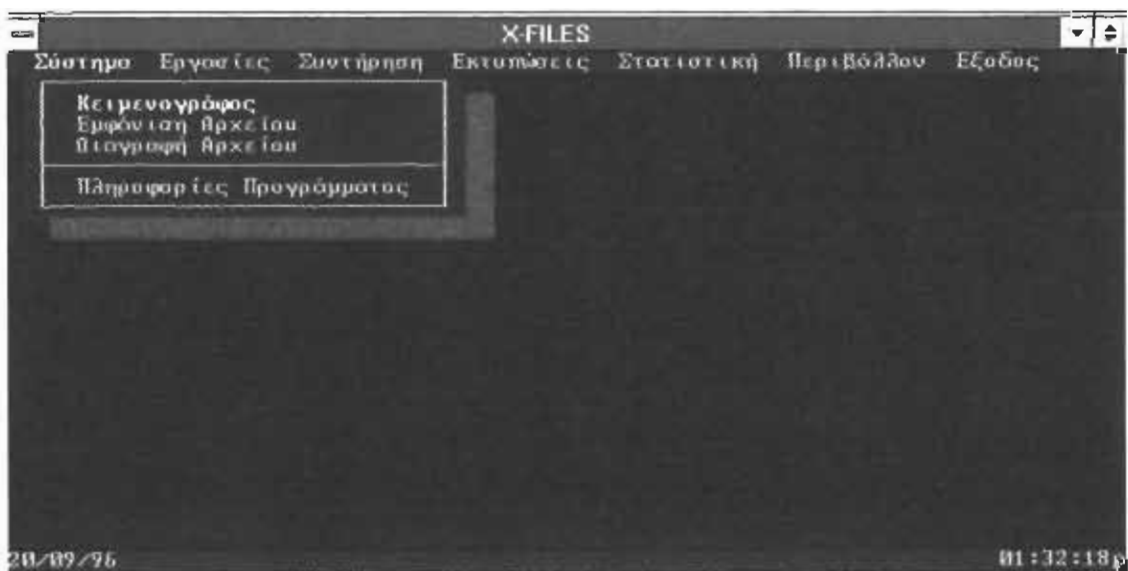 X-FILES
Σύστημα Εργασίες Συντήρηση Εκτυπώσεις Στατιστική Περιβάλλον Εξοδος
Κειμενογράφος
Εμφάνιση Αρχείου
Διαγραφή Αρχείου
Πληροφορίες Προγράμματος
20/09/96 01:32:18μ